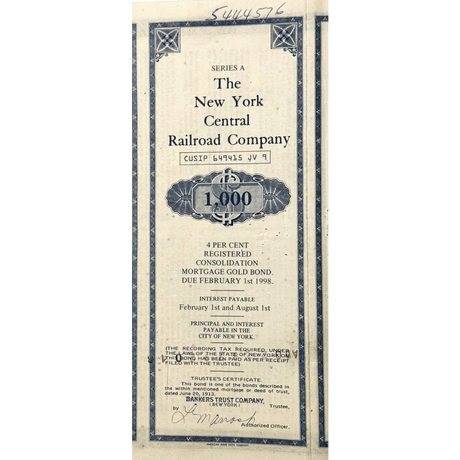 5444576
SERIES A
The
New York
Central
Railroad Company
CUSIP 649415 JV 9
1,000
4 PER CENT
REGISTERED
CONSOLIDATION
MORTGAGE GOLD BOND.
DUE FEBRUARY 1st 1998.
INTEREST PAYABLE
February 1st and August 1st
PRINCIPAL AND INTEREST
PAYABLE IN THE
CITY OF NEW YORK.
(THE RECORDING TAX REQUIRED UNDER
THE LAWS OF THE STATE OF NEW YORK ON
THE BOND HAS BEEN PAID AS PER RECEIPT
FILED WITH THE TRUSTEE)
TRUSTEE'S CERTIFICATE.
This bond is one of the bonds described in
the within mentioned mortgage or deed of trust,
dated June 20, 1913.
BANKERS TRUST COMPANY,
(NEW YORK) Trustee,
by
Authorized Officer.